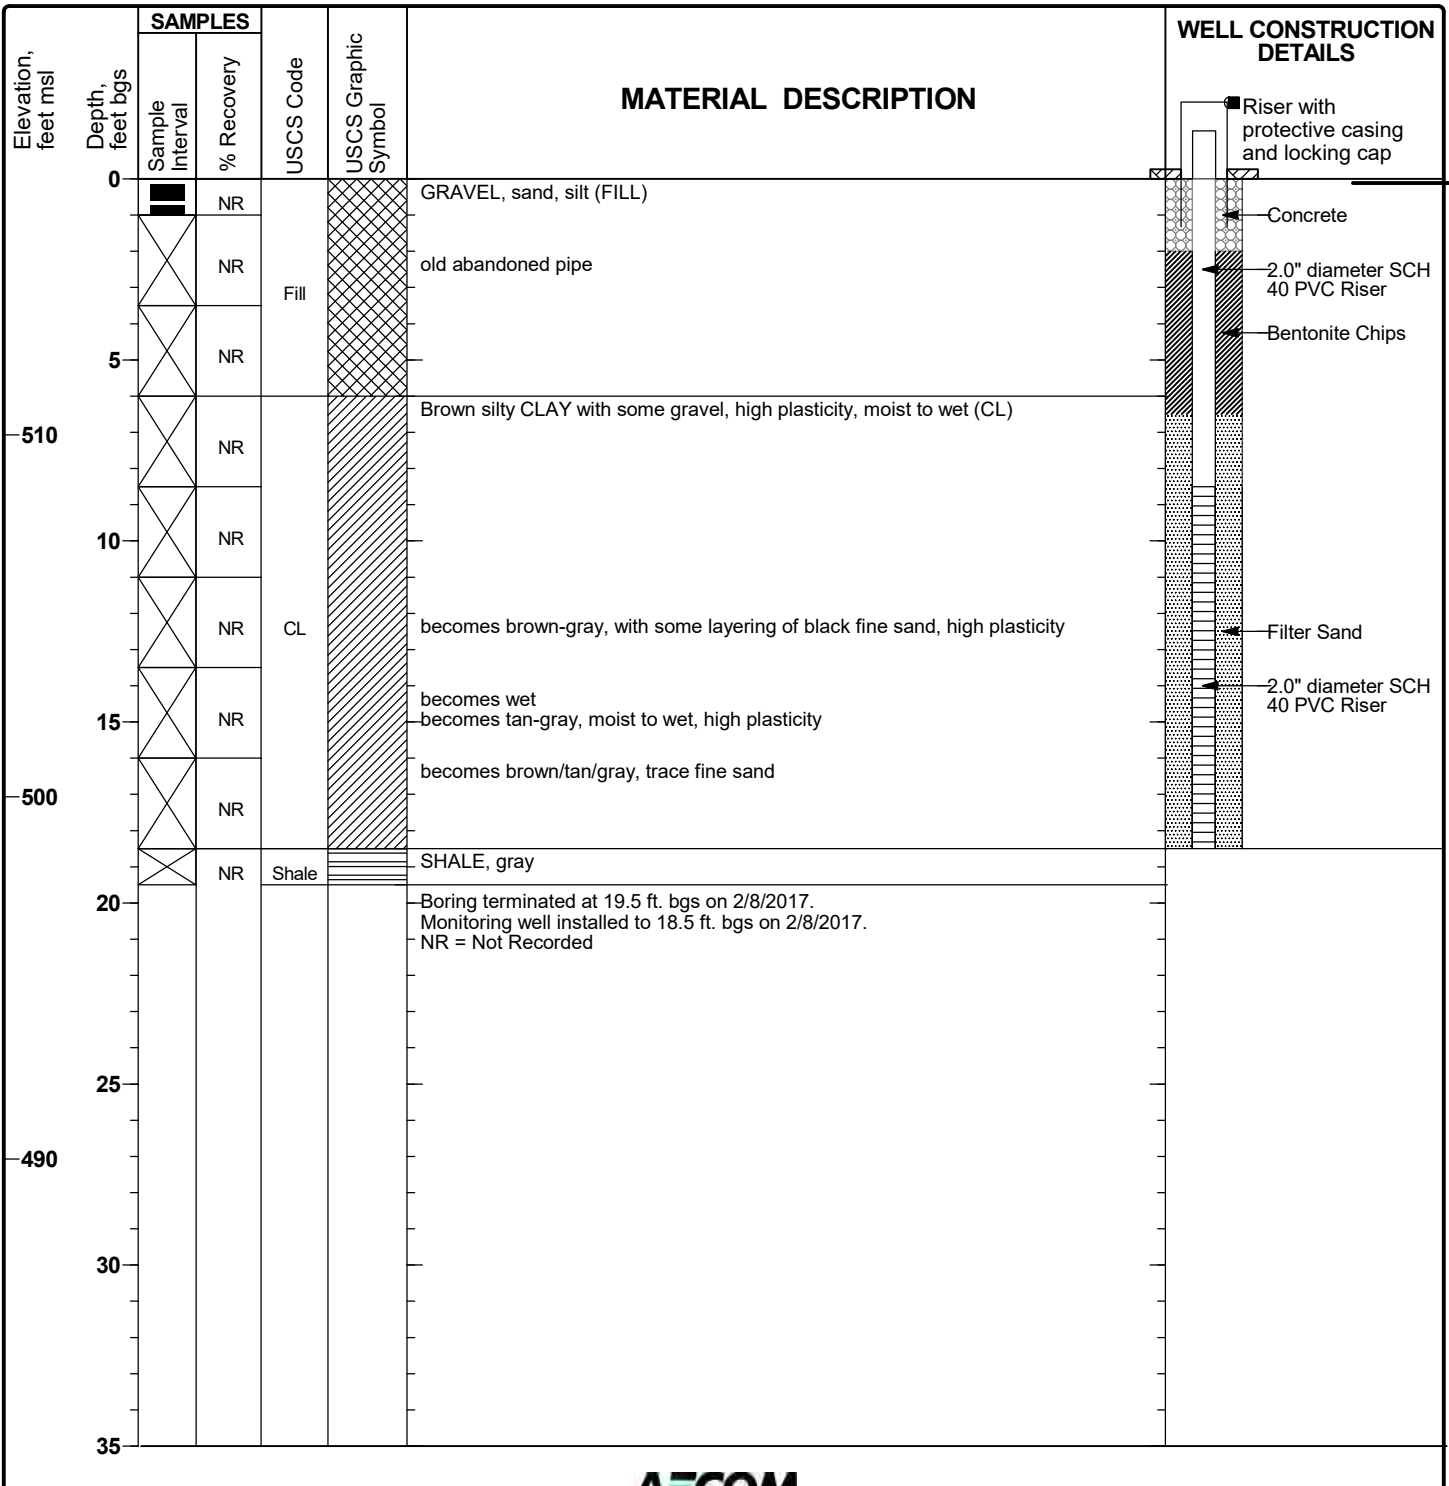 SAMPLES
Elevation,
feet msl
Depth,
feet bgs
Sample
Interval
% Recovery
USCS Code
USCS Graphic
Symbol
MATERIAL DESCRIPTION
WELL CONSTRUCTION
DETAILS
Riser with
protective casing
and locking cap
0
NR
GRAVEL, sand, silt (FILL)
Concrete
NR
old abandoned pipe
2.0" diameter SCH
40 PVC Riser
Fill
Bentonite Chips
5
NR
Brown silty CLAY with some gravel, high plasticity, moist to wet (CL)
510
NR
10
NR
NR
CL
becomes brown-gray, with some layering of black fine sand, high plasticity
Filter Sand
2.0" diameter SCH
40 PVC Riser
becomes wet
15
NR
becomes tan-gray, moist to wet, high plasticity
becomes brown/tan/gray, trace fine sand
500
NR
NR
Shale
SHALE, gray
20
Boring terminated at 19.5 ft. bgs on 2/8/2017.
Monitoring well installed to 18.5 ft. bgs on 2/8/2017.
NR = Not Recorded
25
490
30
35
AECOM